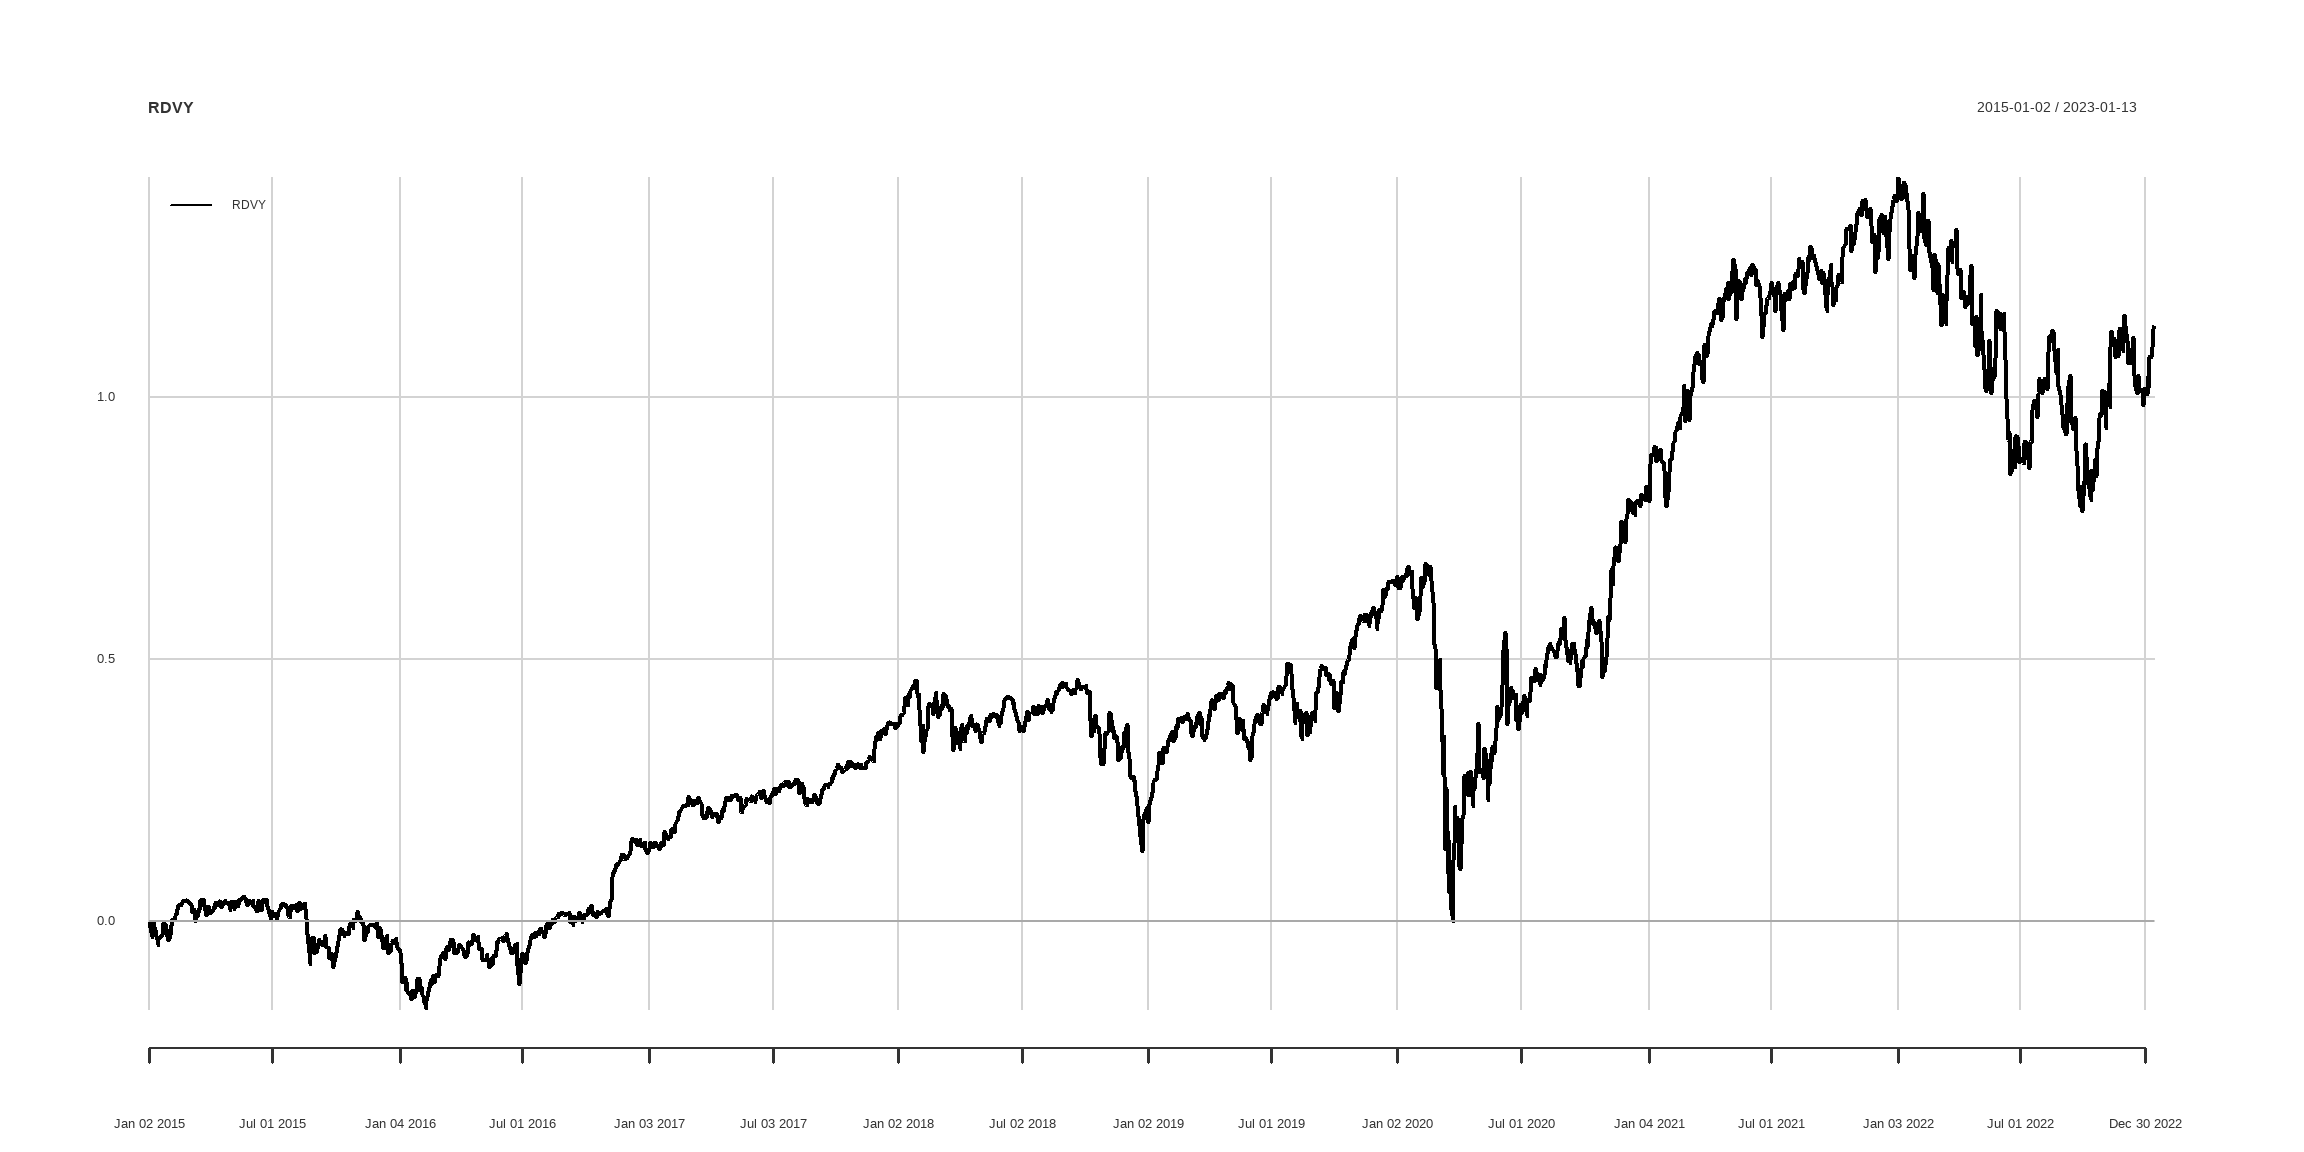 RDVY
2015-01-02 / 2023-01-13
RDVY
1.0
0.5
0.0
Jan 02 2015
Jul 01 2015
Jan 04 2016
Jul 01 2016
Jan 03 2017
Jul 03 2017
Jan 02 2018
Jul 02 2018
Jan 02 2019
Jul 01 2019
Jan 02 2020
Jul 01 2020
Jan 04 2021
Jul 01 2021
Jan 03 2022
Jul 01 2022
Dec 30 2022